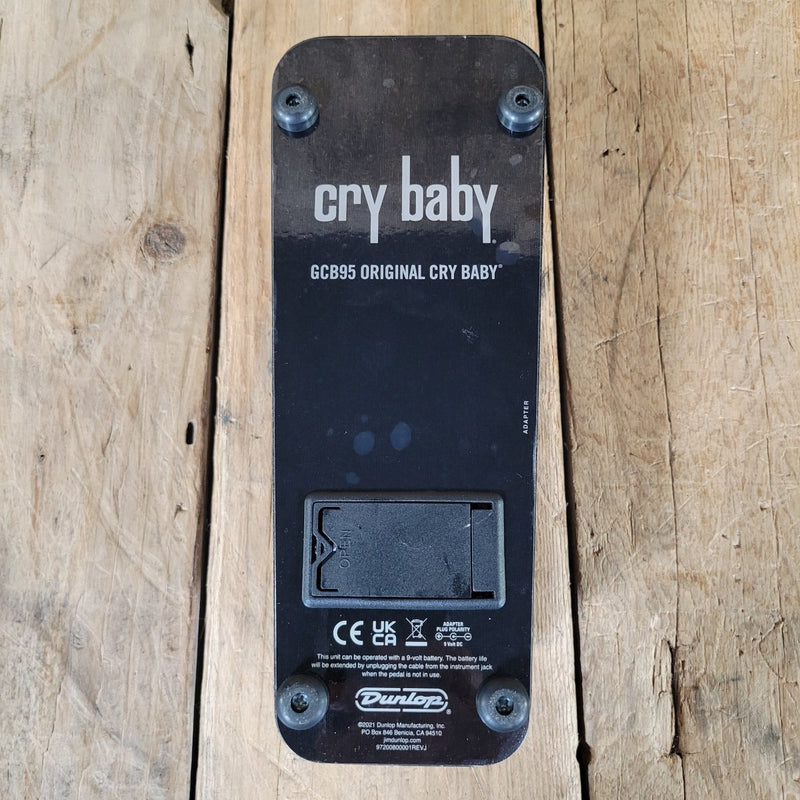 cry baby
GCB95 ORIGINAL CRY BABY®
ADAPTER
OPEN
CE UK CA
ADAPTER
PLUG POLARITY
9 Volt DC
This unit can be operated with a 9-volt battery. The battery life
will be extended by unplugging the cable from the instrument jack
when the pedal is not in use.
Dunlop®
©2021 Dunlop Manufacturing, Inc.
PO Box 846 Benicia, CA 94510
jimdunlop.com
97200800001REVJ